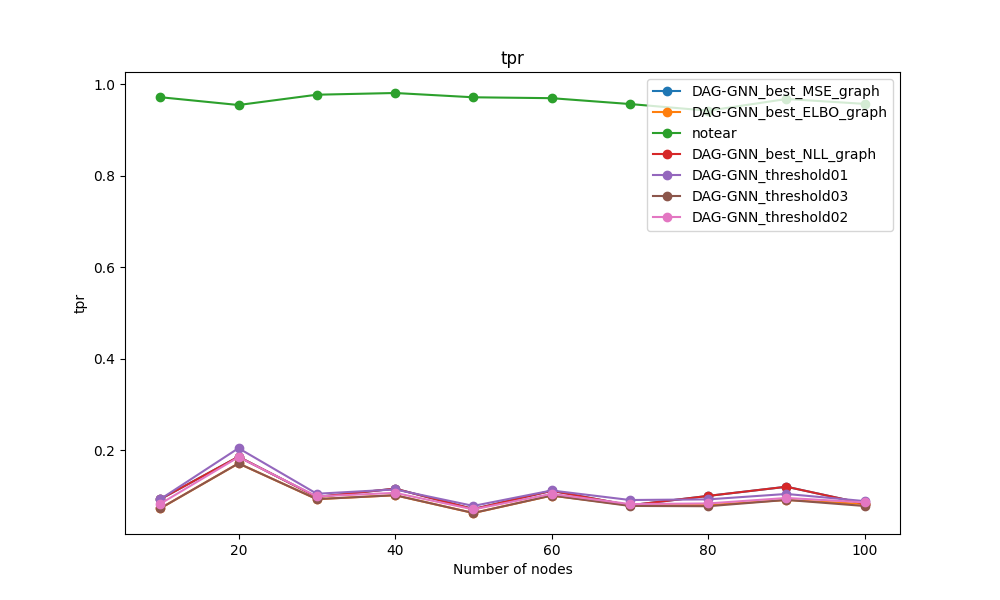 tpr
1.0
0.8
0.6
0.4
0.2
tpr
DAG-GNN_best_MSE_graph
DAG-GNN_best_ELBO_graph
notear
DAG-GNN_best_NLL_graph
DAG-GNN_threshold01
DAG-GNN_threshold03
DAG-GNN_threshold02
20 40 60 80 100
Number of nodes